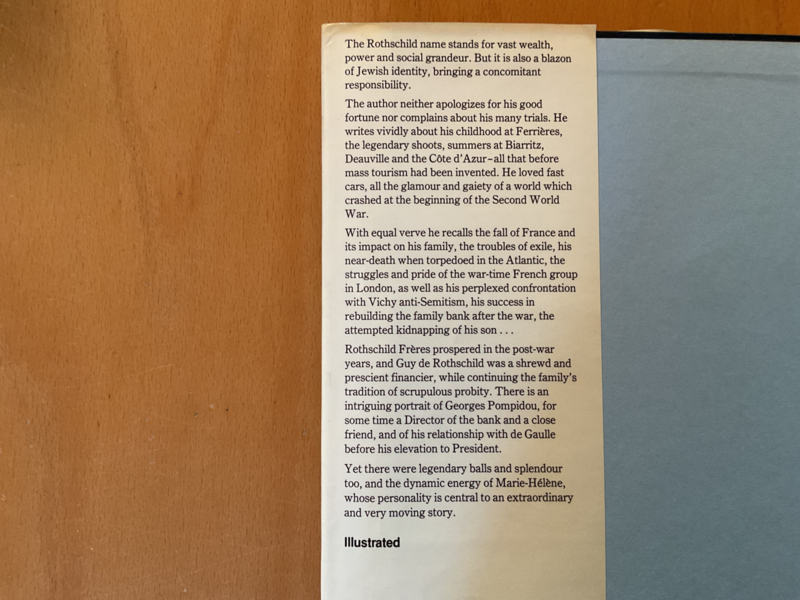 The Rothschild name stands for vast wealth,
power and social grandeur. But it is also a blazon
of Jewish identity, bringing a concomitant
responsibility.
The author neither apologizes for his good
fortune nor complains about his many trials. He
writes vividly about his childhood at Ferrières,
the legendary shoots, summers at Biarritz,
Deauville and the Côte d'Azur–all that before
mass tourism had been invented. He loved fast
cars, all the glamour and gaiety of a world which
crashed at the beginning of the Second World
War.
With equal verve he recalls the fall of France and
its impact on his family, the troubles of exile, his
near-death when torpedoed in the Atlantic, the
struggles and pride of the war-time French group
in London, as well as his perplexed confrontation
with Vichy anti-Semitism, his success in
rebuilding the family bank after the war, the
attempted kidnapping of his son . . .
Rothschild Frères prospered in the post-war
years, and Guy de Rothschild was a shrewd and
prescient financier, while continuing the family's
tradition of scrupulous probity. There is an
intriguing portrait of Georges Pompidou, for
some time a Director of the bank and a close
friend, and of his relationship with de Gaulle
before his elevation to President.
Yet there were legendary balls and splendour
too, and the dynamic energy of Marie-Hélène,
whose personality is central to an extraordinary
and very moving story.
Illustrated